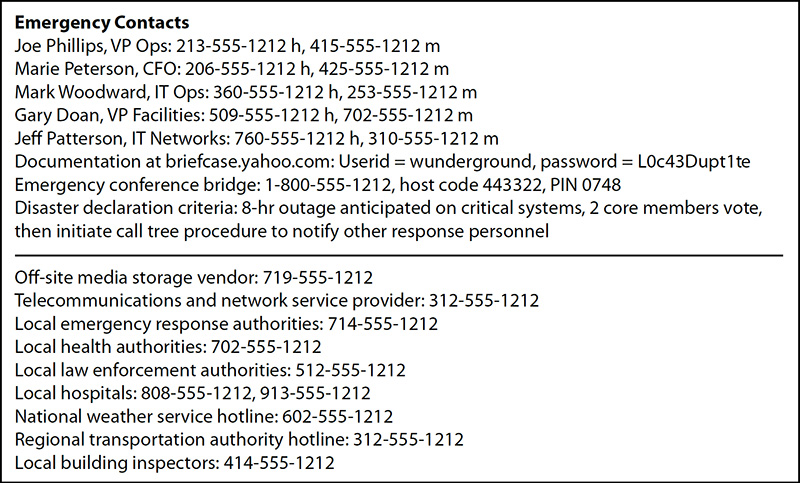 Emergency Contacts
Joe Phillips, VP Ops: 213-555-1212 h, 415-555-1212 m
Marie Peterson, CFO: 206-555-1212 h, 425-555-1212 m
Mark Woodward, IT Ops: 360-555-1212 h, 253-555-1212 m
Gary Doan, VP Facilities: 509-555-1212 h, 702-555-1212 m
Jeff Patterson, IT Networks: 760-555-1212 h, 310-555-1212 m
Documentation at briefcase.yahoo.com: Userid = wunderground, password = L0c43Dupt1te
Emergency conference bridge: 1-800-555-1212, host code 443322, PIN 0748
Disaster declaration criteria: 8-hr outage anticipated on critical systems, 2 core members vote,
then initiate call tree procedure to notify other response personnel
Off-site media storage vendor: 719-555-1212
Telecommunications and network service provider: 312-555-1212
Local emergency response authorities: 714-555-1212
Local health authorities: 702-555-1212
Local law enforcement authorities: 512-555-1212
Local hospitals: 808-555-1212, 913-555-1212
National weather service hotline: 602-555-1212
Regional transportation authority hotline: 312-555-1212
Local building inspectors: 414-555-1212